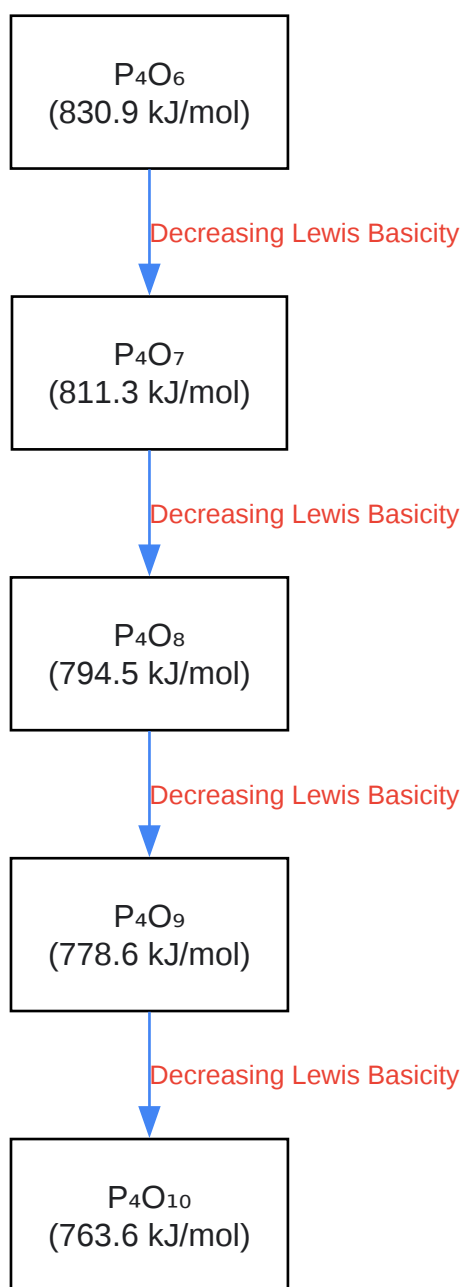 P₄O₆
(830.9 kJ/mol)
Decreasing Lewis Basicity
P₄O₇
(811.3 kJ/mol)
Decreasing Lewis Basicity
P₄O₈
(794.5 kJ/mol)
Decreasing Lewis Basicity
P₄O₉
(778.6 kJ/mol)
Decreasing Lewis Basicity
P₄O₁₀
(763.6 kJ/mol)